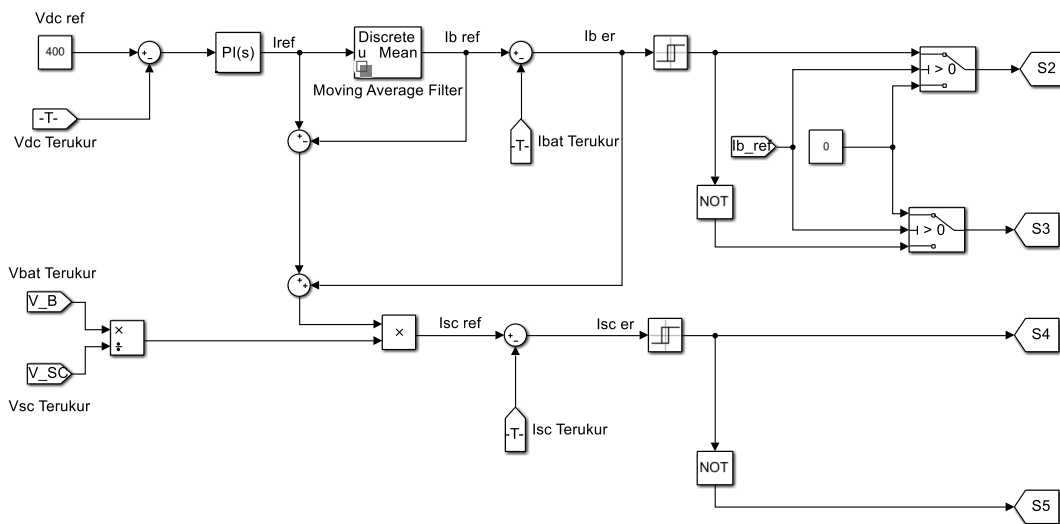 Vdc ref
400
+
-
PI(s)
Iref
Discrete
u Mean
Moving Average Filter
Ib ref
+
-
Ib er
> 0
S2
-T-
Vdc Terukur
+
-
-T-
Ibat Terukur
Ib_ref
0
NOT
> 0
S3
Vbat Terukur
V_B
+
+
×
÷
×
Isc ref
+
-
Isc er
S4
V_SC
Vsc Terukur
-T-
Isc Terukur
NOT
S5